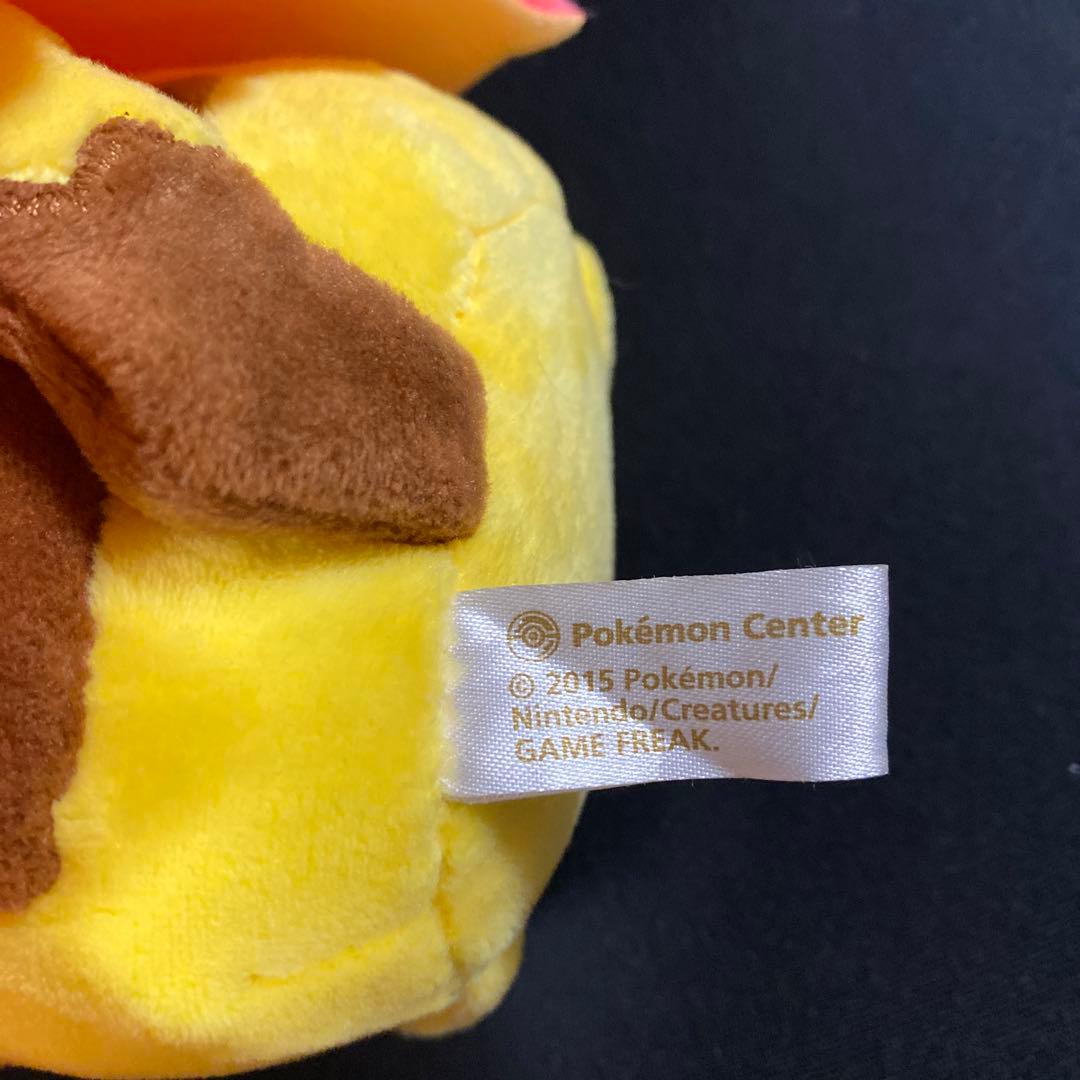 Pokémon Center
© 2015 Pokémon/
Nintendo/Creatures/
GAME FREAK.